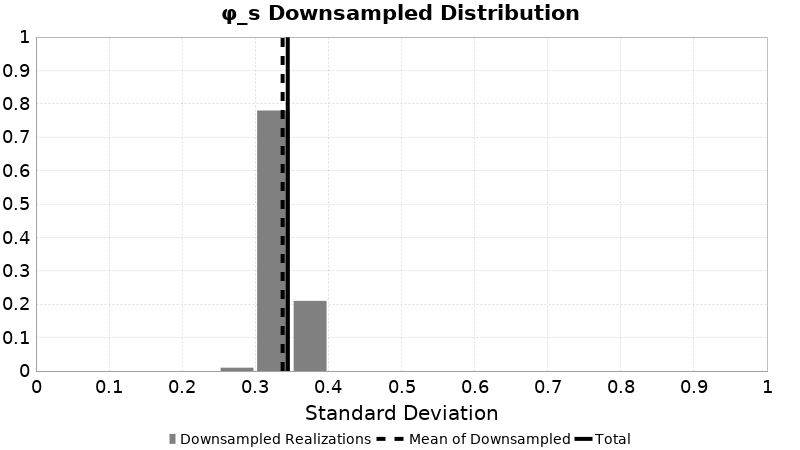 φ_s Downsampled Distribution
1
0.9
0.8
0.7
0.6
0.5
0.4
0.3
0.2
0.1
0
0 0.1 0.2 0.3 0.4 0.5 0.6 0.7 0.8 0.9 1
Standard Deviation
Downsampled Realizations Mean of Downsampled Total